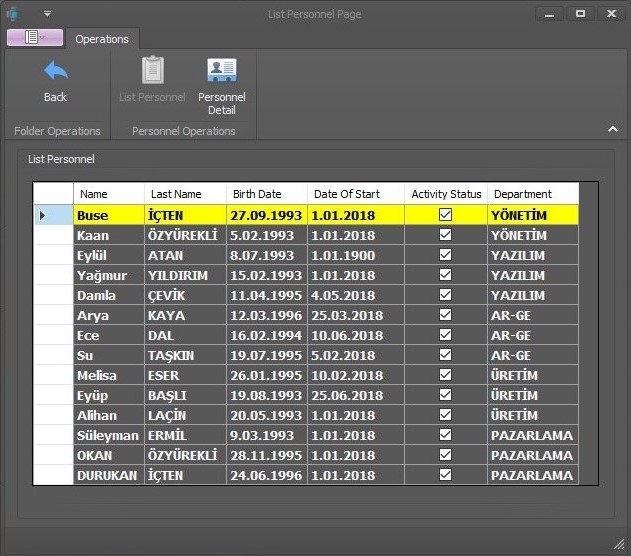 List Personnel Page
Operations
Back
List Personnel
Personnel
Detail
Folder Operations
Personnel Operations
List Personnel
Name Last Name Birth Date Date Of Start Activity Status Department
Buse İÇTEN 27.09.1993 1.01.2018 YÖNETİM
Kaan ÖZYÜREKLİ 5.02.1993 1.01.2018 YÖNETİM
Eylül ATAN 8.07.1993 1.01.1900 YAZILIM
Yağmur YILDIRIM 15.02.1993 1.01.2018 YAZILIM
Damla ÇEVİK 11.04.1995 4.05.2018 YAZILIM
Arya KAYA 12.03.1996 25.03.2018 AR-GE
Ece DAL 16.02.1994 10.06.2018 AR-GE
Su TAŞKIN 19.07.1995 5.02.2018 AR-GE
Melisa ESER 26.01.1995 10.02.2018 ÜRETİM
Eyüp BAŞLI 19.08.1993 25.06.2018 ÜRETİM
Alihan LAÇİN 20.05.1993 1.01.2018 ÜRETİM
Süleyman ERMİL 9.03.1993 1.01.2018 PAZARLAMA
OKAN ÖZYÜREKLİ 28.11.1995 1.01.2018 PAZARLAMA
DURUKAN İÇTEN 24.06.1996 1.01.2018 PAZARLAMA